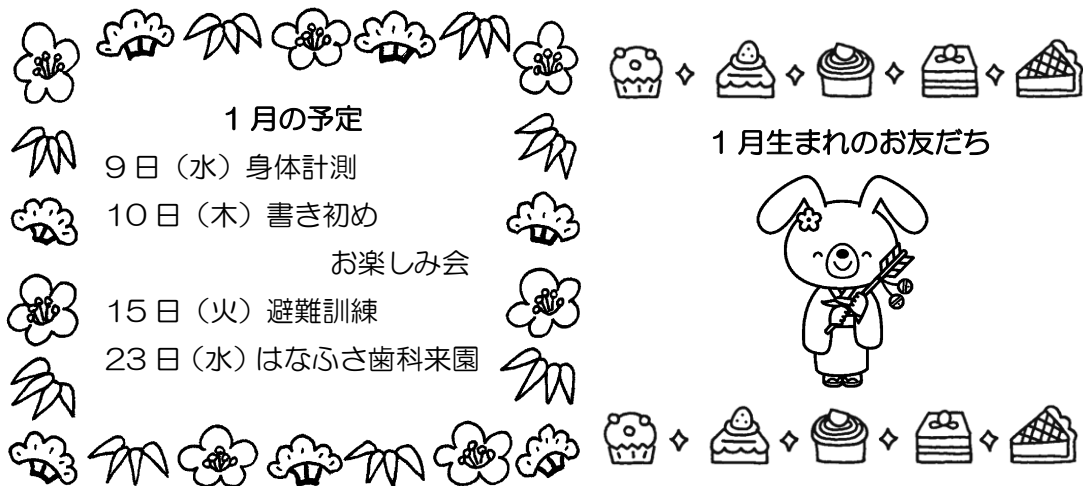 1月の予定
9日（水）身体計測
10日（木）書き初め
お楽しみ会
15日（火）避難訓練
23日（水）はなふさ歯科来園
1月生まれのお友だち